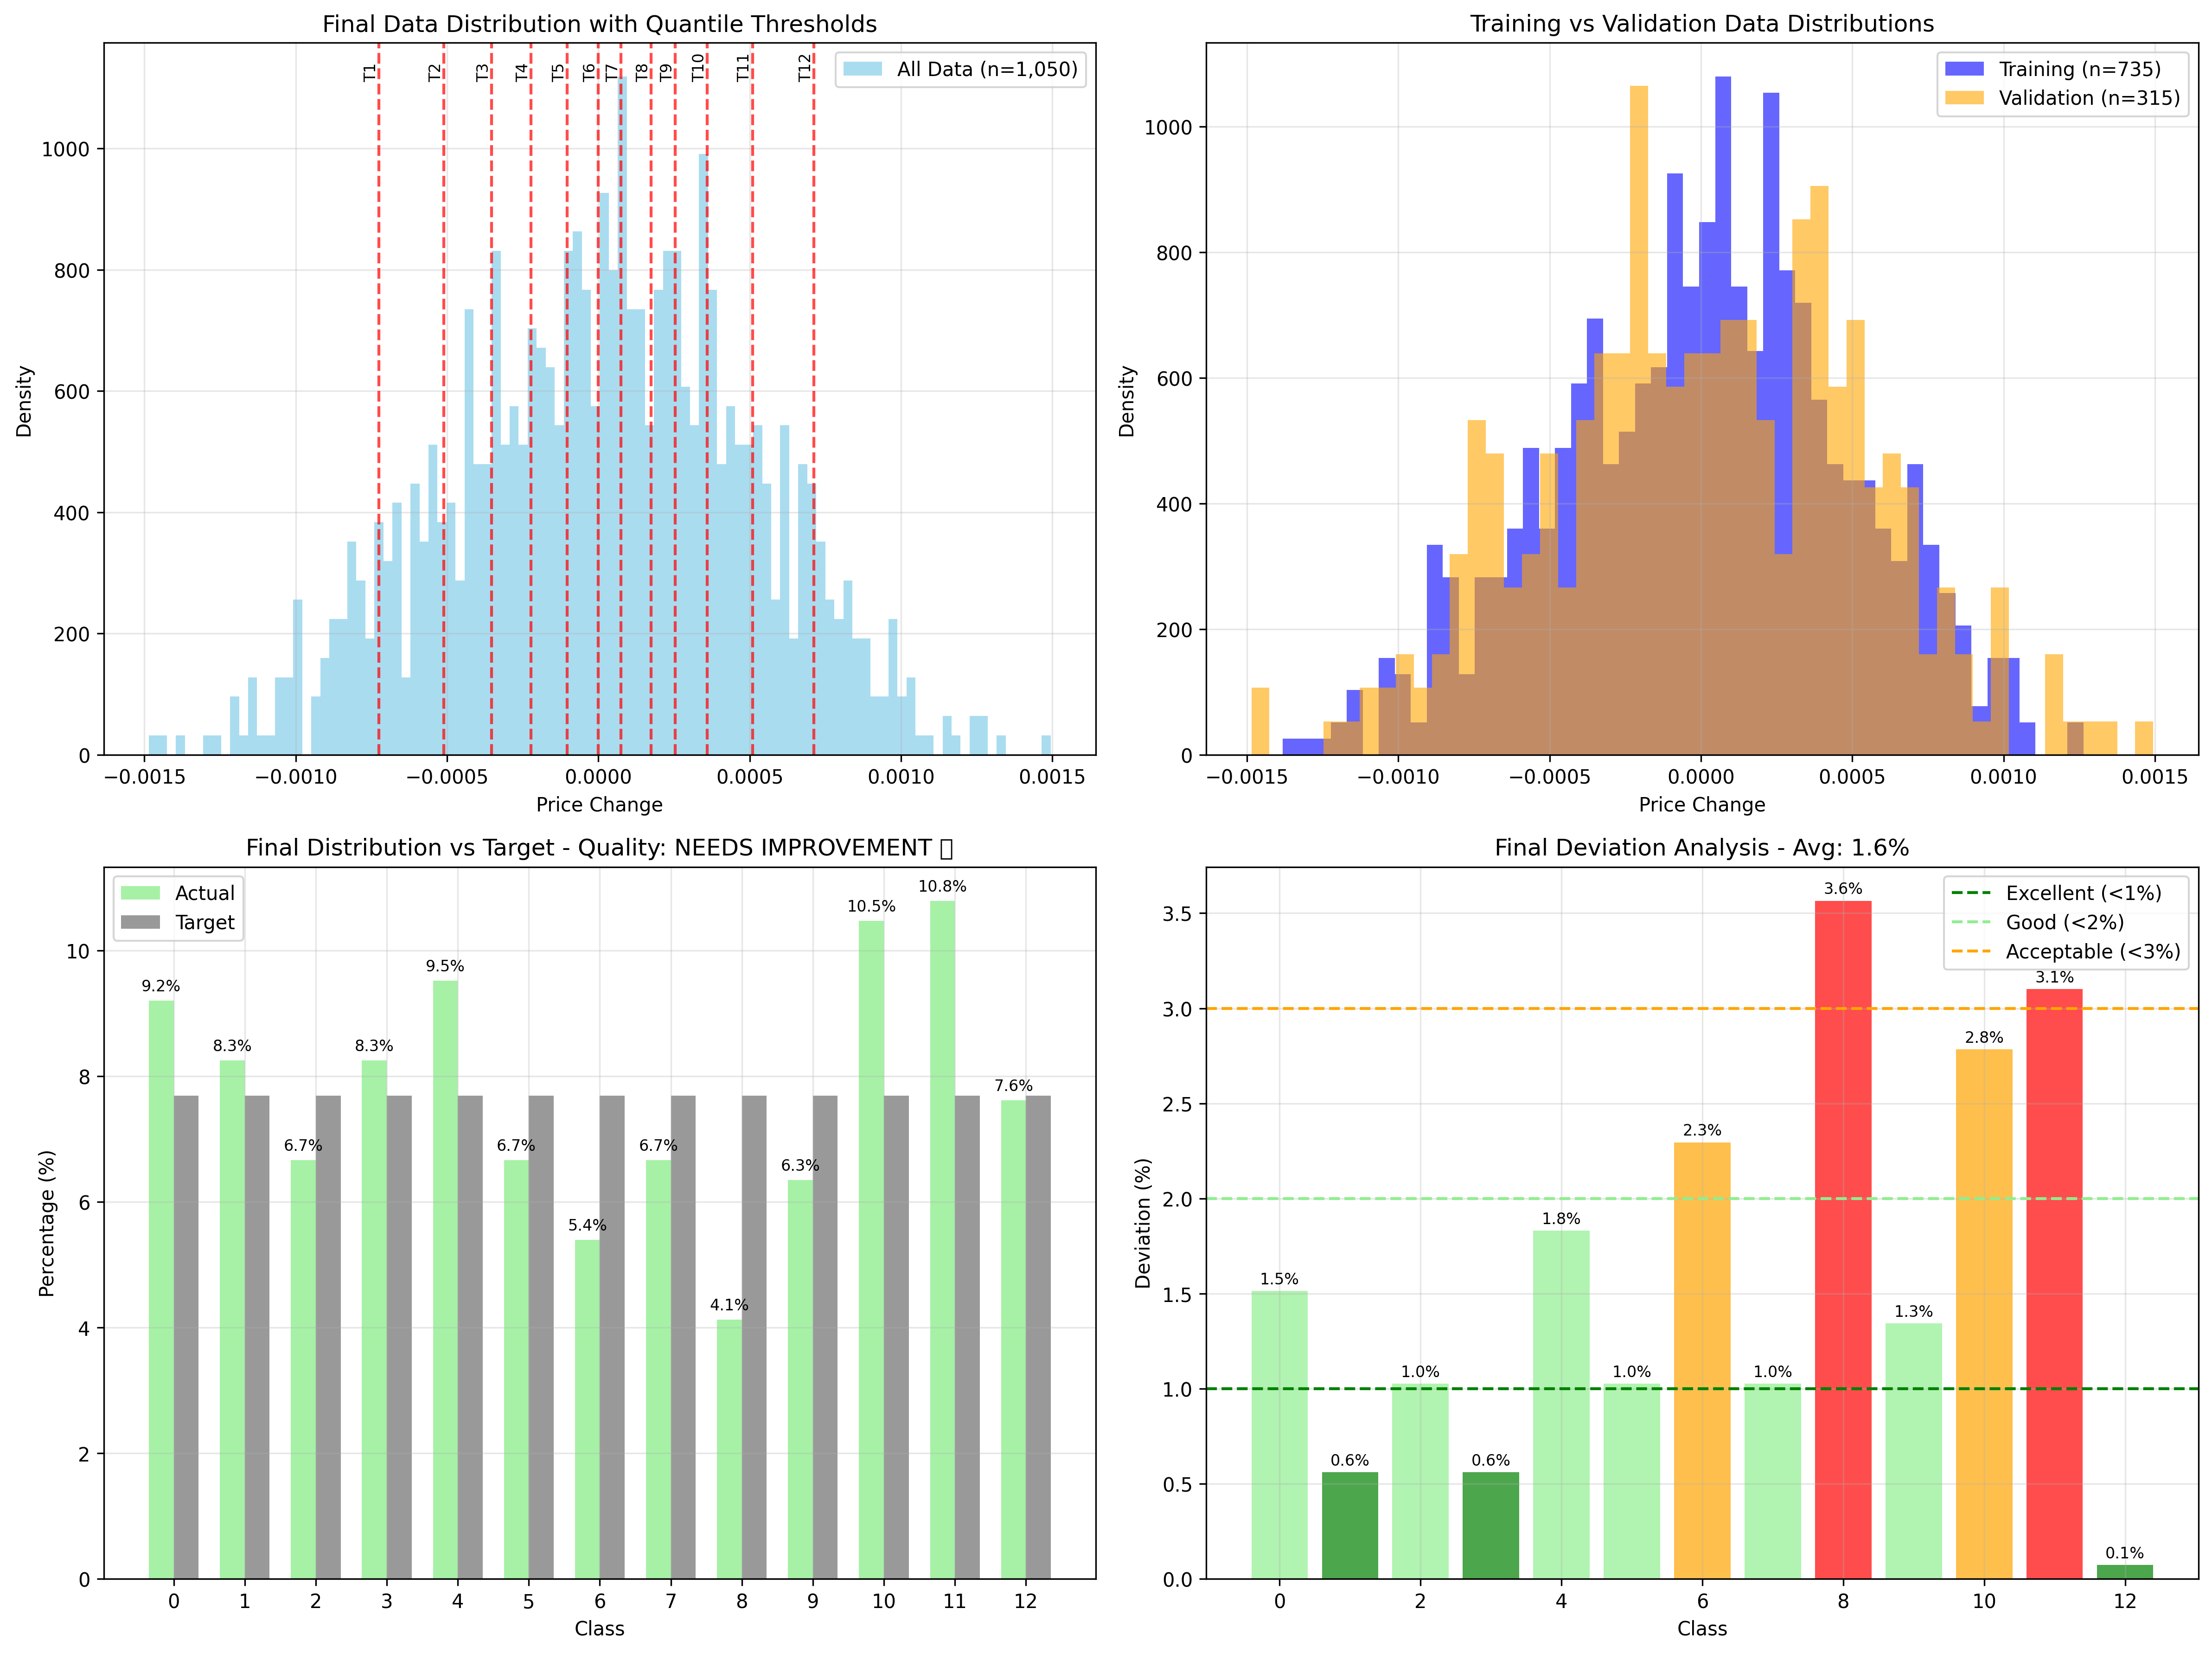 Final Data Distribution with Quantile Thresholds
T1
T2
T3
T4
T5
T6
T7
T8
T9
T10
T11
T12
All Data (n=1,050)
1000
800
600
400
200
0
Density
−0.0015 −0.0010 −0.0005 0.0000 0.0005 0.0010 0.0015
Price Change
Training vs Validation Data Distributions
Training (n=735)
Validation (n=315)
1000
800
600
400
200
0
Density
−0.0015 −0.0010 −0.0005 0.0000 0.0005 0.0010 0.0015
Price Change
Final Distribution vs Target - Quality: NEEDS IMPROVEMENT
Actual
Target
10
8
6
4
2
0
Percentage (%)
9.2%
8.3%
6.7%
8.3%
9.5%
6.7%
5.4%
6.7%
4.1%
6.3%
10.5%
10.8%
7.6%
0 1 2 3 4 5 6 7 8 9 10 11 12
Class
Final Deviation Analysis - Avg: 1.6%
Excellent (<1%)
Good (<2%)
Acceptable (<3%)
3.5
3.0
2.5
2.0
1.5
1.0
0.5
0.0
Deviation (%)
1.5%
0.6%
1.0%
0.6%
1.8%
1.0%
2.3%
1.0%
3.6%
1.3%
2.8%
3.1%
0.1%
0 2 4 6 8 10 12
Class